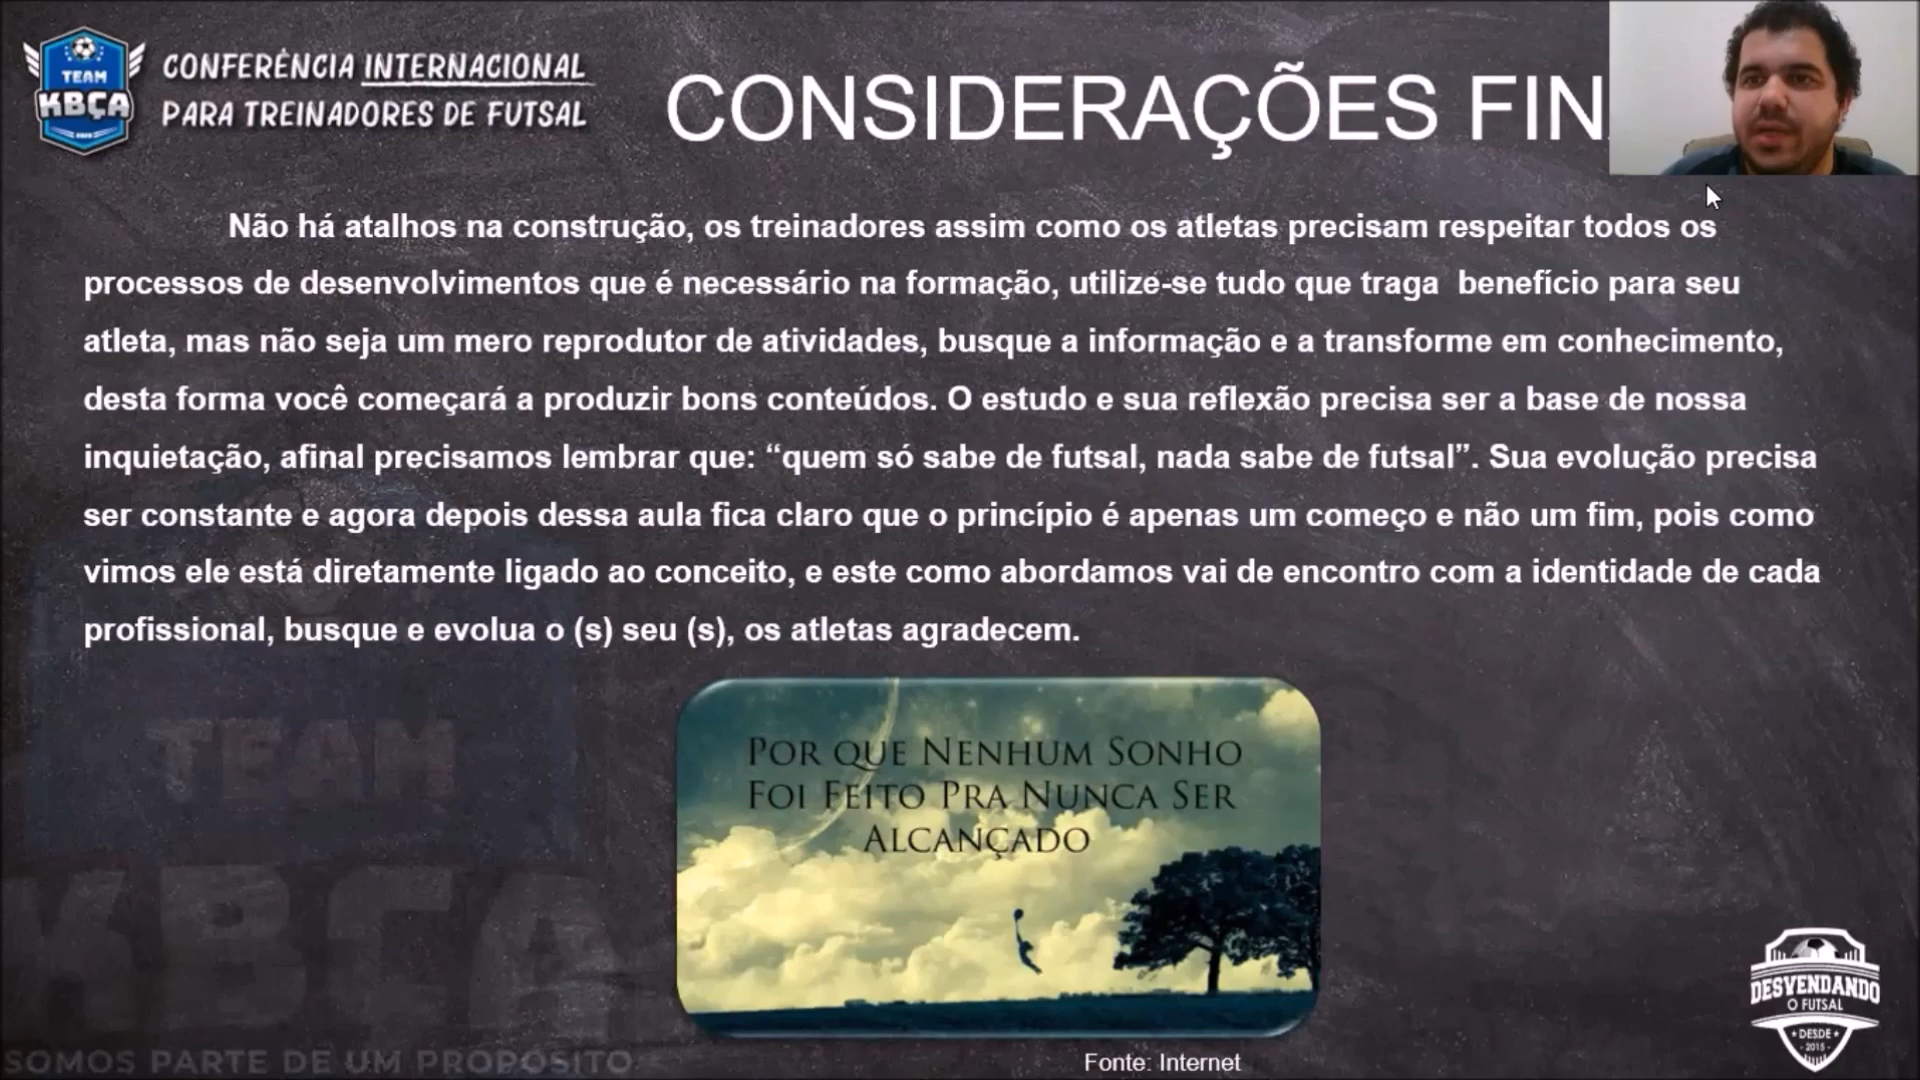 TEAM
KBÇA
CONFERÊNCIA INTERNACIONAL
PARA TREINADORES DE FUTSAL
CONSIDERAÇÕES FIN
Não há atalhos na construção, os treinadores assim como os atletas precisam respeitar todos os
processos de desenvolvimentos que é necessário na formação, utilize-se tudo que traga  benefício para seu
atleta, mas não seja um mero reprodutor de atividades, busque a informação e a transforme em conhecimento,
desta forma você começará a produzir bons conteúdos. O estudo e sua reflexão precisa ser a base de nossa
inquietação, afinal precisamos lembrar que: “quem só sabe de futsal, nada sabe de futsal”. Sua evolução precisa
ser constante e agora depois dessa aula fica claro que o princípio é apenas um começo e não um fim, pois como
vimos ele está diretamente ligado ao conceito, e este como abordamos vai de encontro com a identidade de cada
profissional, busque e evolua o (s) seu (s), os atletas agradecem.
POR QUE NENHUM SONHO
FOI FEITO PRA NUNCA SER
ALCANÇADO
TEAM
KBÇA
SOMOS PARTE DE UM PROPÓSITO
Fonte: Internet
DESVENDANDO
O FUTSAL
DESDE
2015